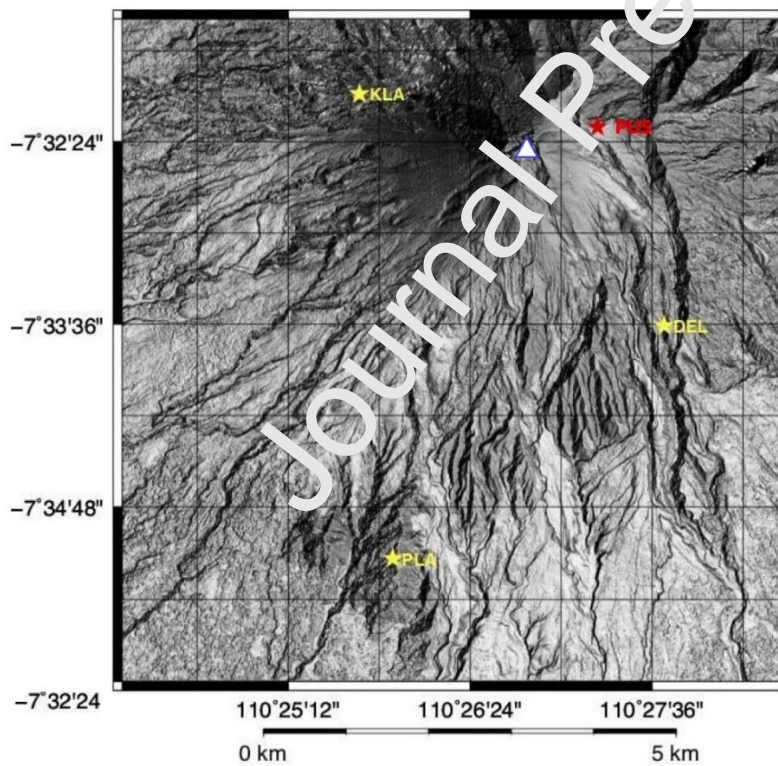 Journal Pre
KLA
PUS
-7°32'24"
-7°33'36"
DEL
-7°34'48"
PLA
-7°32'24
110°25'12" 110°26'24" 110°27'36"
0 km 5 km